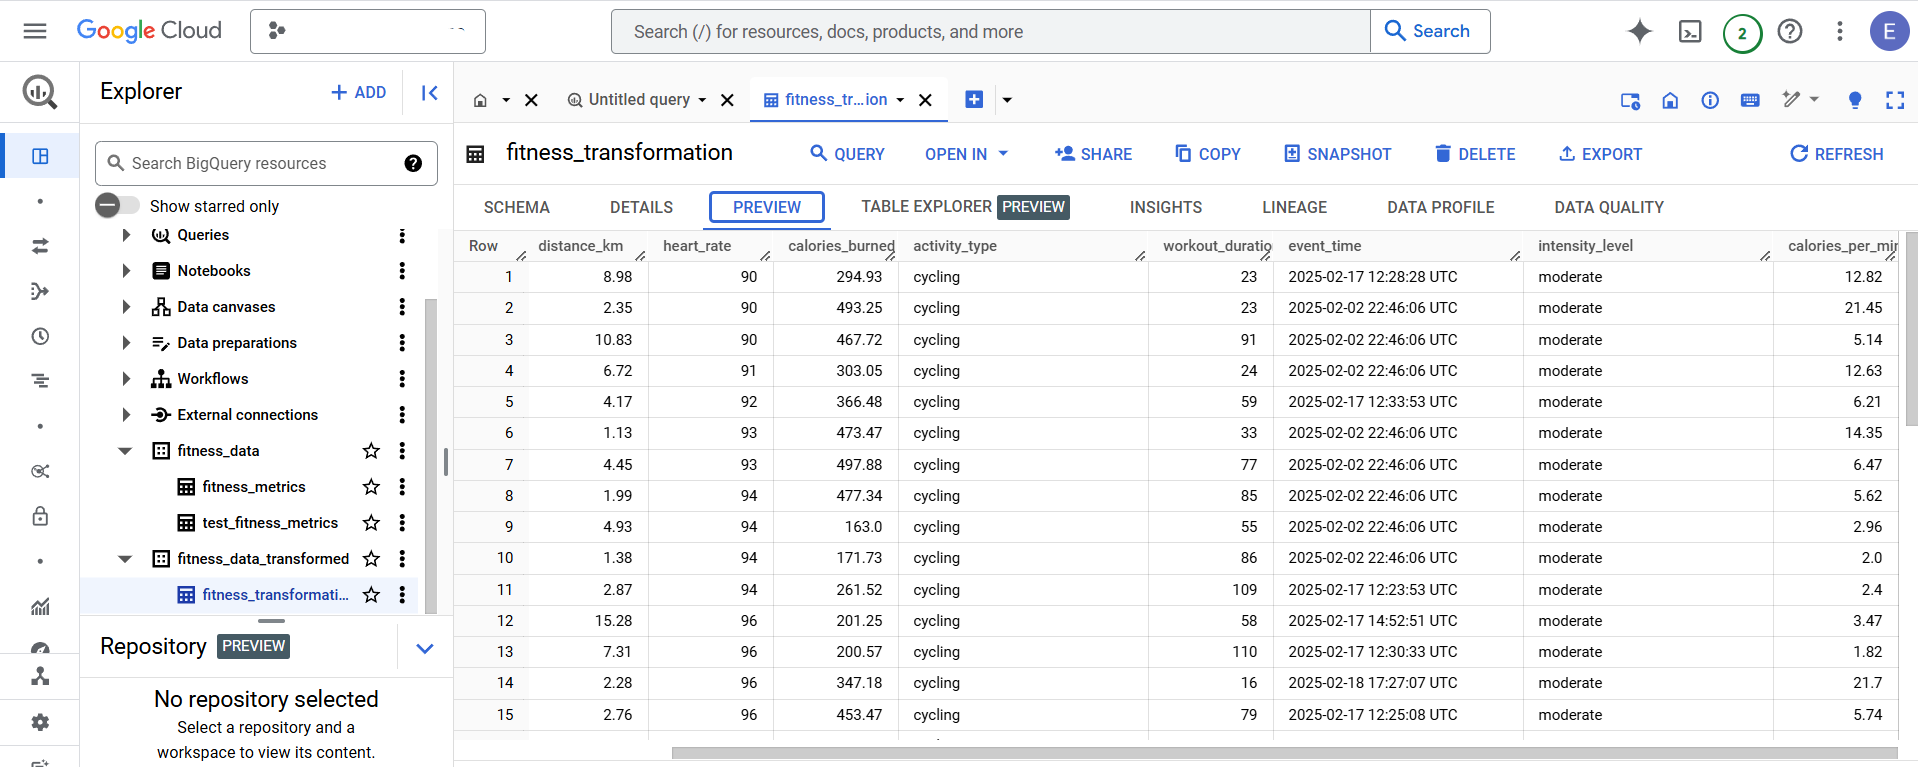 Google Cloud
Search (/) for resources, docs, products, and more
Search
2
E
Explorer
ADD
Untitled query
fitness_tr...ion
Search BigQuery resources
Show starred only
Queries
Notebooks
Data canvases
Data preparations
Workflows
External connections
fitness_data
fitness_metrics
test_fitness_metrics
fitness_data_transformed
fitness_transformati...
Repository PREVIEW
No repository selected
Select a repository and a
workspace to view its content.
fitness_transformation QUERY OPEN IN SHARE COPY SNAPSHOT DELETE EXPORT REFRESH
SCHEMA DETAILS PREVIEW TABLE EXPLORER PREVIEW INSIGHTS LINEAGE DATA PROFILE DATA QUALITY
Row distance_km heart_rate calories_burned activity_type workout_duratio event_time intensity_level calories_per_mir
1 8.98 90 294.93 cycling 23 2025-02-17 12:28:28 UTC moderate 12.82
2 2.35 90 493.25 cycling 23 2025-02-02 22:46:06 UTC moderate 21.45
3 10.83 90 467.72 cycling 91 2025-02-02 22:46:06 UTC moderate 5.14
4 6.72 91 303.05 cycling 24 2025-02-02 22:46:06 UTC moderate 12.63
5 4.17 92 366.48 cycling 59 2025-02-17 12:33:53 UTC moderate 6.21
6 1.13 93 473.47 cycling 33 2025-02-02 22:46:06 UTC moderate 14.35
7 4.45 93 497.88 cycling 77 2025-02-02 22:46:06 UTC moderate 6.47
8 1.99 94 477.34 cycling 85 2025-02-02 22:46:06 UTC moderate 5.62
9 4.93 94 163.0 cycling 55 2025-02-02 22:46:06 UTC moderate 2.96
10 1.38 94 171.73 cycling 86 2025-02-02 22:46:06 UTC moderate 2.0
11 2.87 94 261.52 cycling 109 2025-02-17 12:23:53 UTC moderate 2.4
12 15.28 96 201.25 cycling 58 2025-02-17 14:52:51 UTC moderate 3.47
13 7.31 96 200.57 cycling 110 2025-02-17 12:30:33 UTC moderate 1.82
14 2.28 96 347.18 cycling 16 2025-02-18 17:27:07 UTC moderate 21.7
15 2.76 96 453.47 cycling 79 2025-02-17 12:25:08 UTC moderate 5.74